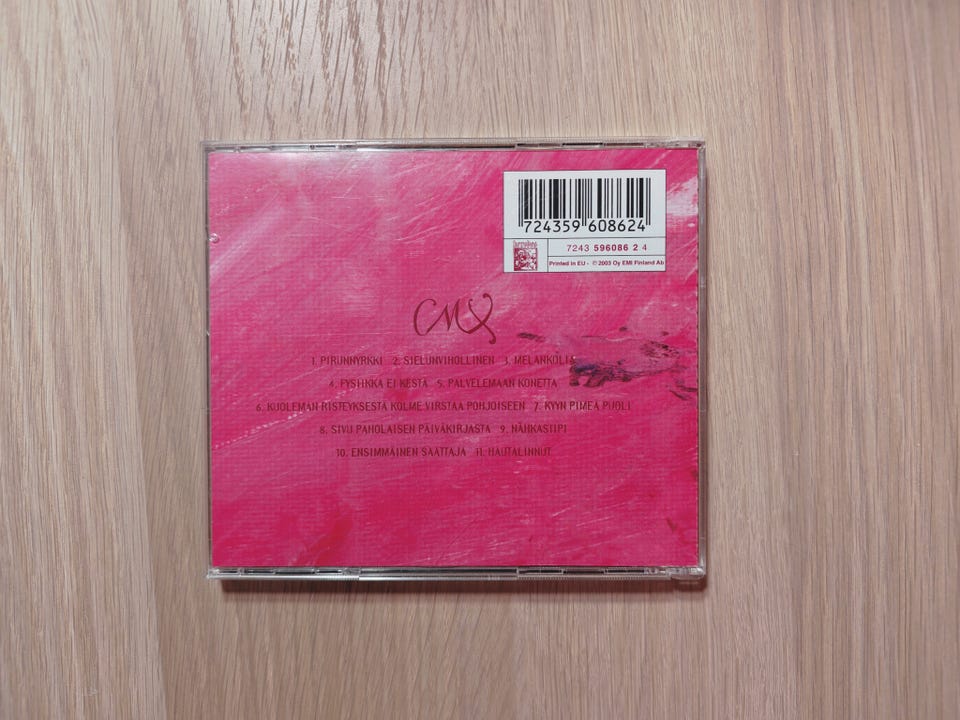 724359 608624
7243 596086 2 4
Printed in EU - ℗ 2003 Oy EMI Finland Ab
CMX
1. PIRUNNYRKKI 2. SIELUNVIHOLLINEN 3. MELANKOLIA
4. FYSIIKKA EI KESTÄ 5. PALVELEMAAN KONETTA
6. KUOLEMAN RISTEYKSESTÄ KOLME VIRSTAA POHJOISEEN 7. KYYN PIMEÄ PUOLI
8. SIVU PAHOLAISEN PÄIVÄKIRJASTA 9. NAHKASIIPI
10. ENSIMMÄINEN SAATTAJA 11. HAUTALINNUT